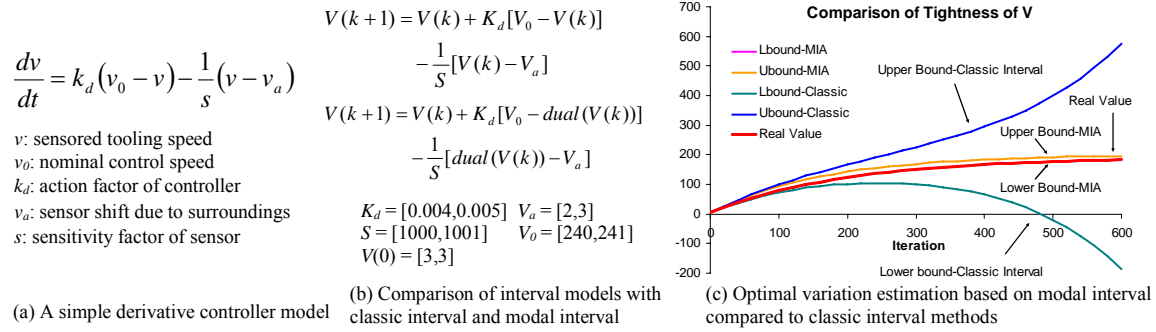 dv/dt = k_d(v_0 − v) − 1/s(v − v_a)
v: sensored tooling speed
v0: nominal control speed
kd: action factor of controller
va: sensor shift due to surroundings
s: sensitivity factor of sensor
(a) A simple derivative controller model
V(k+1) = V(k) + K_d[V_0 − V(k)]
− 1/S[V(k) − V_a]
V(k+1) = V(k) + K_d[V_0 − dual(V(k))]
− 1/S[dual(V(k)) − V_a]
Kd = [0.004,0.005] Va = [2,3]
S = [1000,1001] V0 = [240,241]
V(0) = [3,3]
(b) Comparison of interval models with
classic interval and modal interval
Comparison of Tightness of V
700
600
500
400
300
200
100
0
-100
-200
Lbound-MIA
Ubound-MIA
Lbound-Classic
Ubound-Classic
Real Value
Upper Bound-Classic Interval
Real Value
Upper Bound-MIA
Lower Bound-MIA
0 100 200 300 400 500 600
Iteration
Lower bound-Classic Interval
(c) Optimal variation estimation based on modal interval
compared to classic interval methods